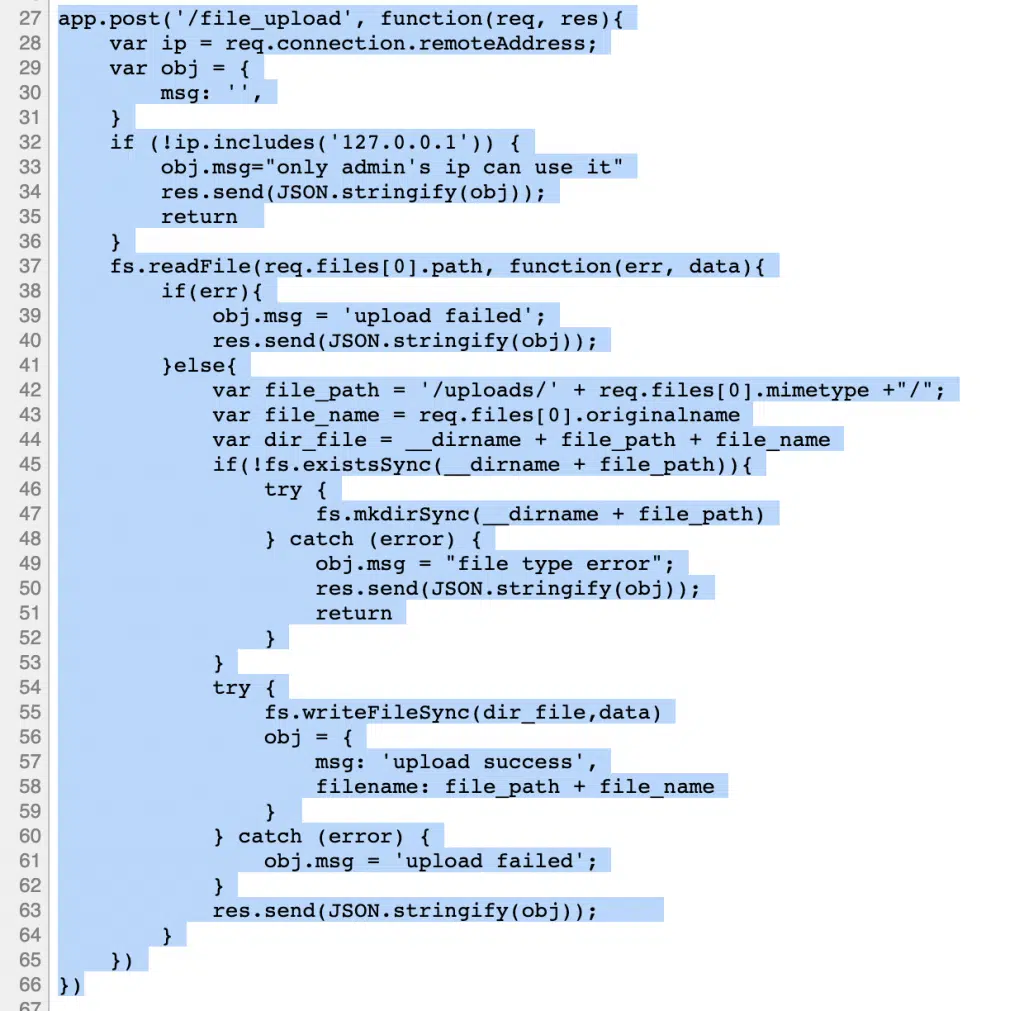 27 app.post('/file_upload', function(req, res){
28     var ip = req.connection.remoteAddress;
29     var obj = {
30         msg: '',
31     }
32     if (!ip.includes('127.0.0.1')) {
33         obj.msg="only admin's ip can use it"
34         res.send(JSON.stringify(obj));
35         return
36     }
37     fs.readFile(req.files[0].path, function(err, data){
38         if(err){
39             obj.msg = 'upload failed';
40             res.send(JSON.stringify(obj));
41         }else{
42             var file_path = '/uploads/' + req.files[0].mimetype +"/";
43             var file_name = req.files[0].originalname
44             var dir_file = __dirname + file_path + file_name
45             if(!fs.existsSync(__dirname + file_path)){
46                 try {
47                     fs.mkdirSync(__dirname + file_path)
48                 } catch (error) {
49                     obj.msg = "file type error";
50                     res.send(JSON.stringify(obj));
51                     return
52                 }
53             }
54             try {
55                 fs.writeFileSync(dir_file,data)
56                 obj = {
57                     msg: 'upload success',
58                     filename: file_path + file_name
59                 }
60             } catch (error) {
61                 obj.msg = 'upload failed';
62             }
63             res.send(JSON.stringify(obj));
64         }
65     })
66 })
67